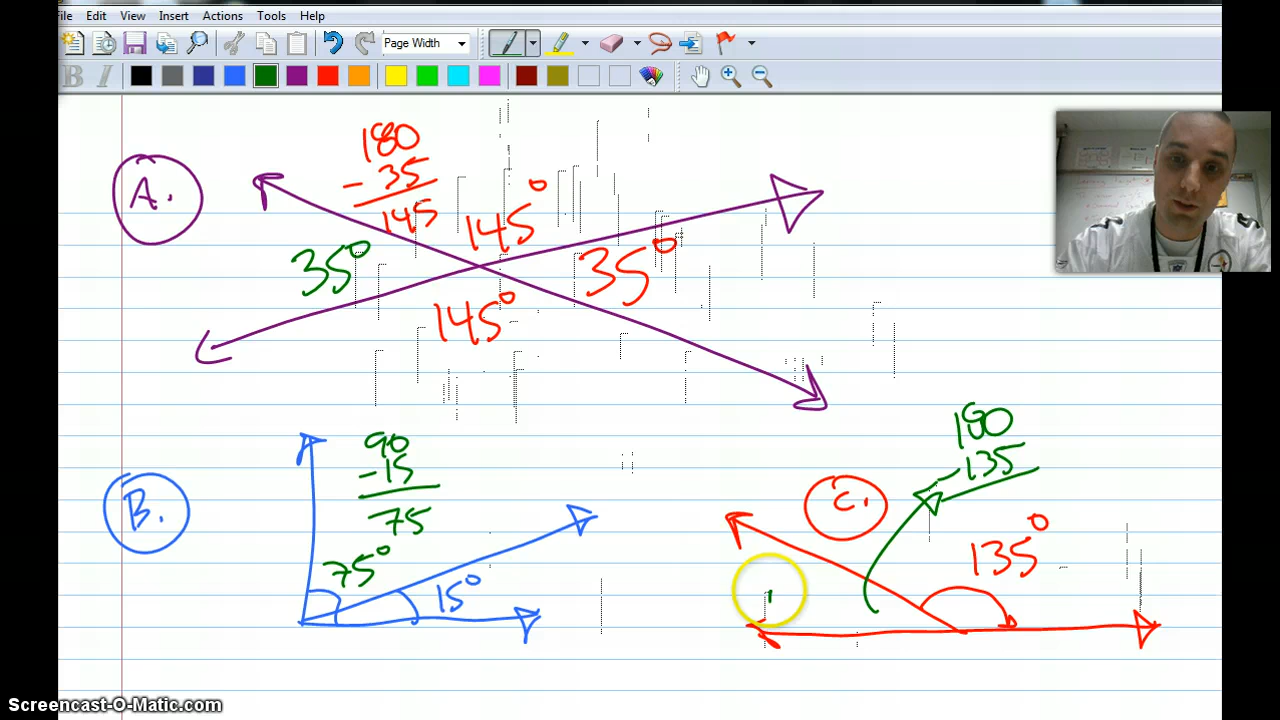 File Edit View Insert Actions Tools Help
Page Width
B I
A.
180
- 35
145
145°
35°
35°
145°
B.
90
-15
75
75°
15°
C.
180
-135
135°
Screencast-O-Matic.com